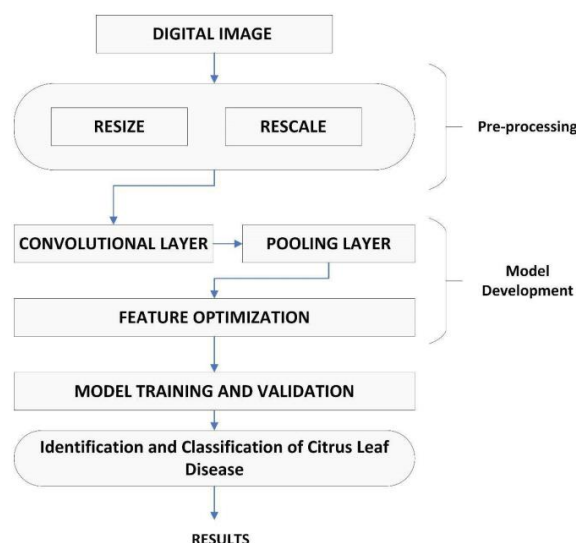 DIGITAL IMAGE
RESIZE
RESCALE
Pre-processing
CONVOLUTIONAL LAYER
POOLING LAYER
Model
Development
FEATURE OPTIMIZATION
MODEL TRAINING AND VALIDATION
Identification and Classification of Citrus Leaf
Disease
RESULTS